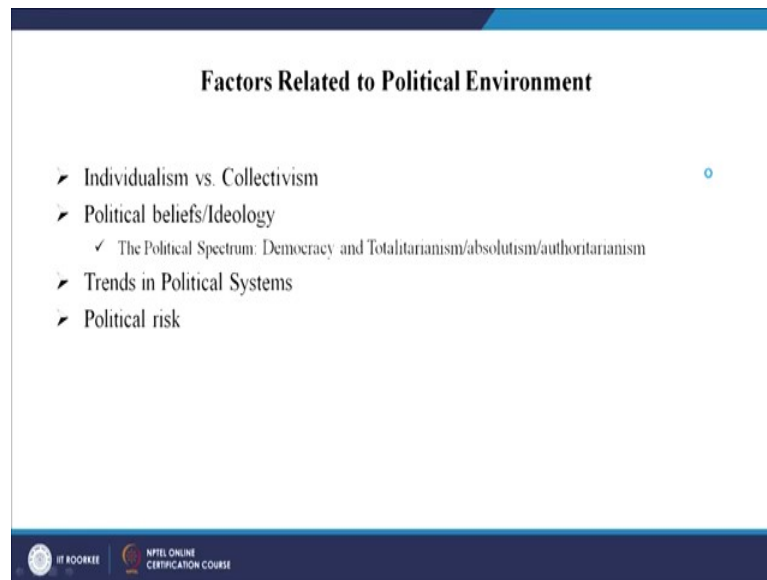 Factors Related to Political Environment
➤ Individualism vs. Collectivism
➤ Political beliefs/Ideology
✓ The Political Spectrum: Democracy and Totalitarianism/absolutism/authoritarianism
➤ Trends in Political Systems
➤ Political risk
IIT ROORKEE
NPTEL ONLINE
CERTIFICATION COURSE